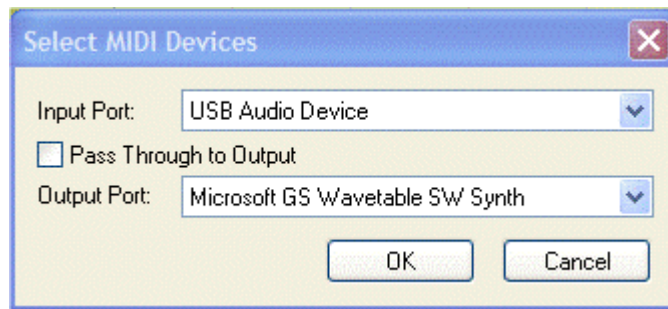 Select MIDI Devices
Input Port: USB Audio Device
Pass Through to Output
Output Port: Microsoft GS Wavetable SW Synth
OK Cancel